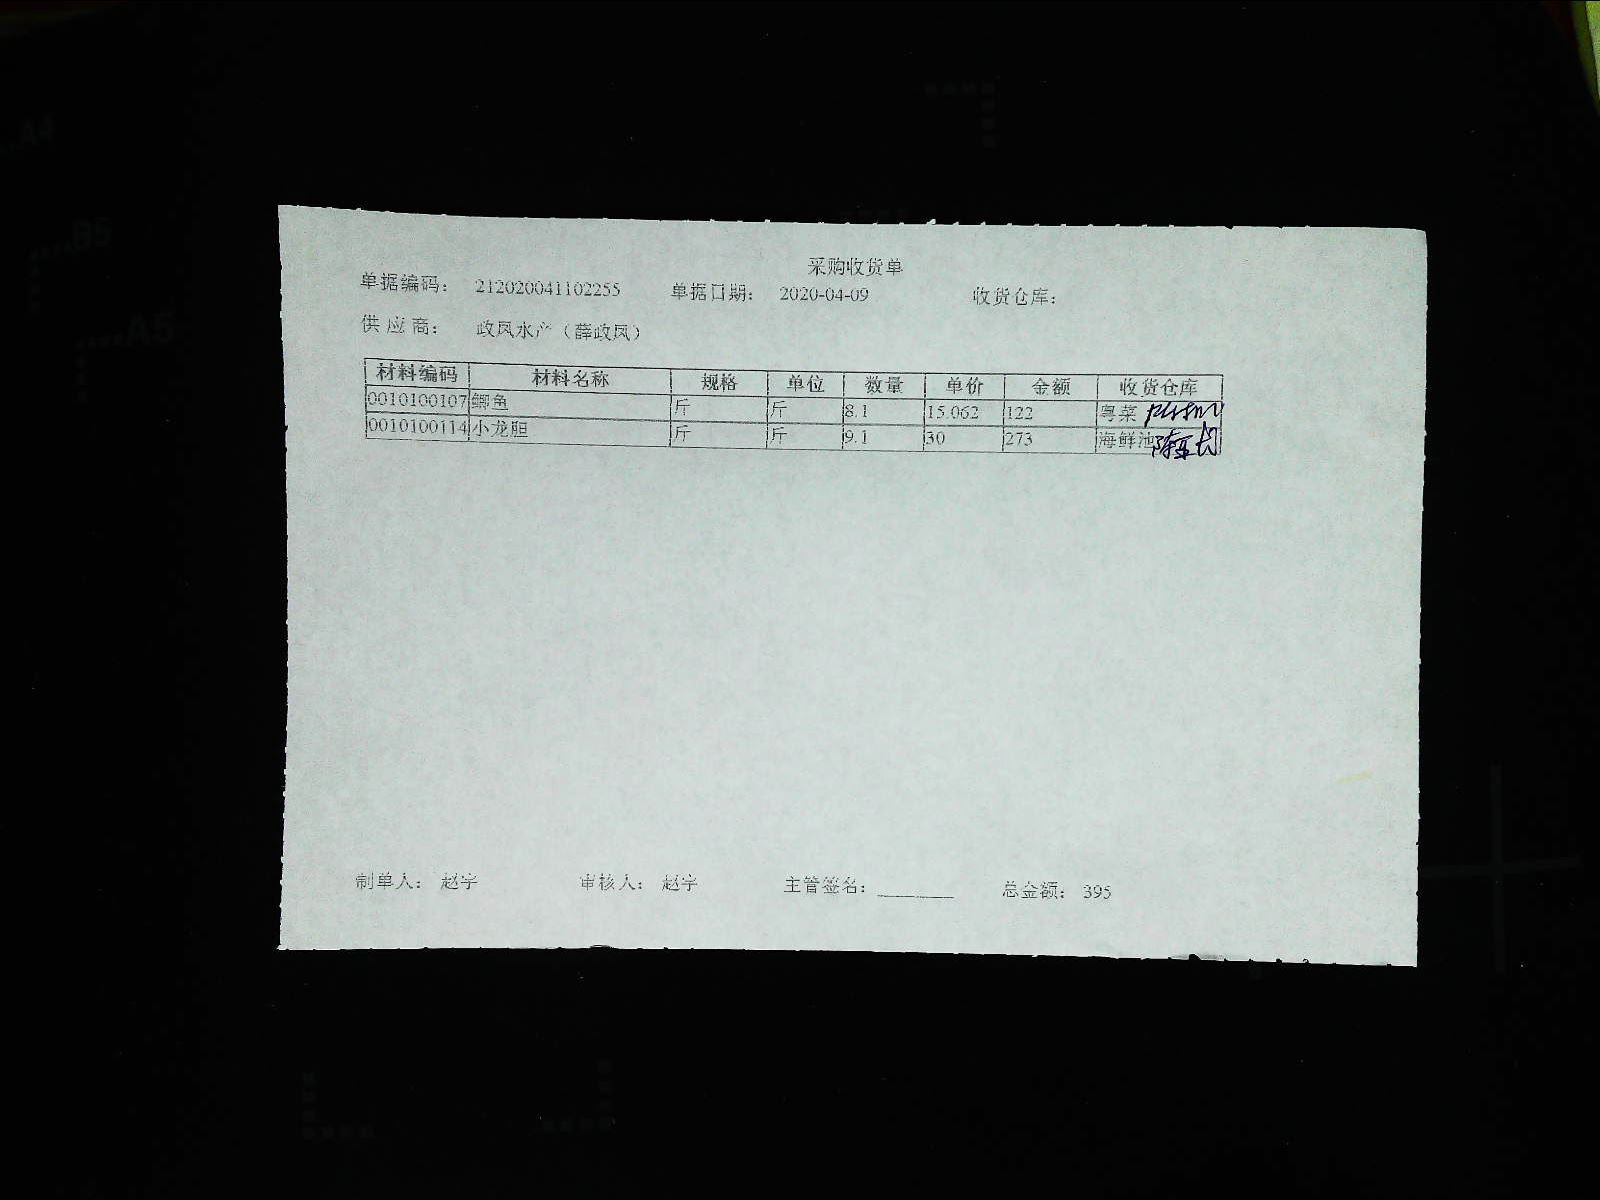 采购收货单
单据编码： 212020041102255 单据日期： 2020-04-09 收货仓库：
供 应 商： 政凤水产（薛政凤）
材料编码 材料名称 规格 单位 数量 单价 金额 收货仓库
0010100107 鲫鱼 斤 斤 8.1 15.062 122 粤菜
0010100114 小龙胆 斤 斤 9.1 30 273 海鲜池
制单人： 赵宇 审核人： 赵宇 主管签名： 总金额： 395
A4
B5
A5